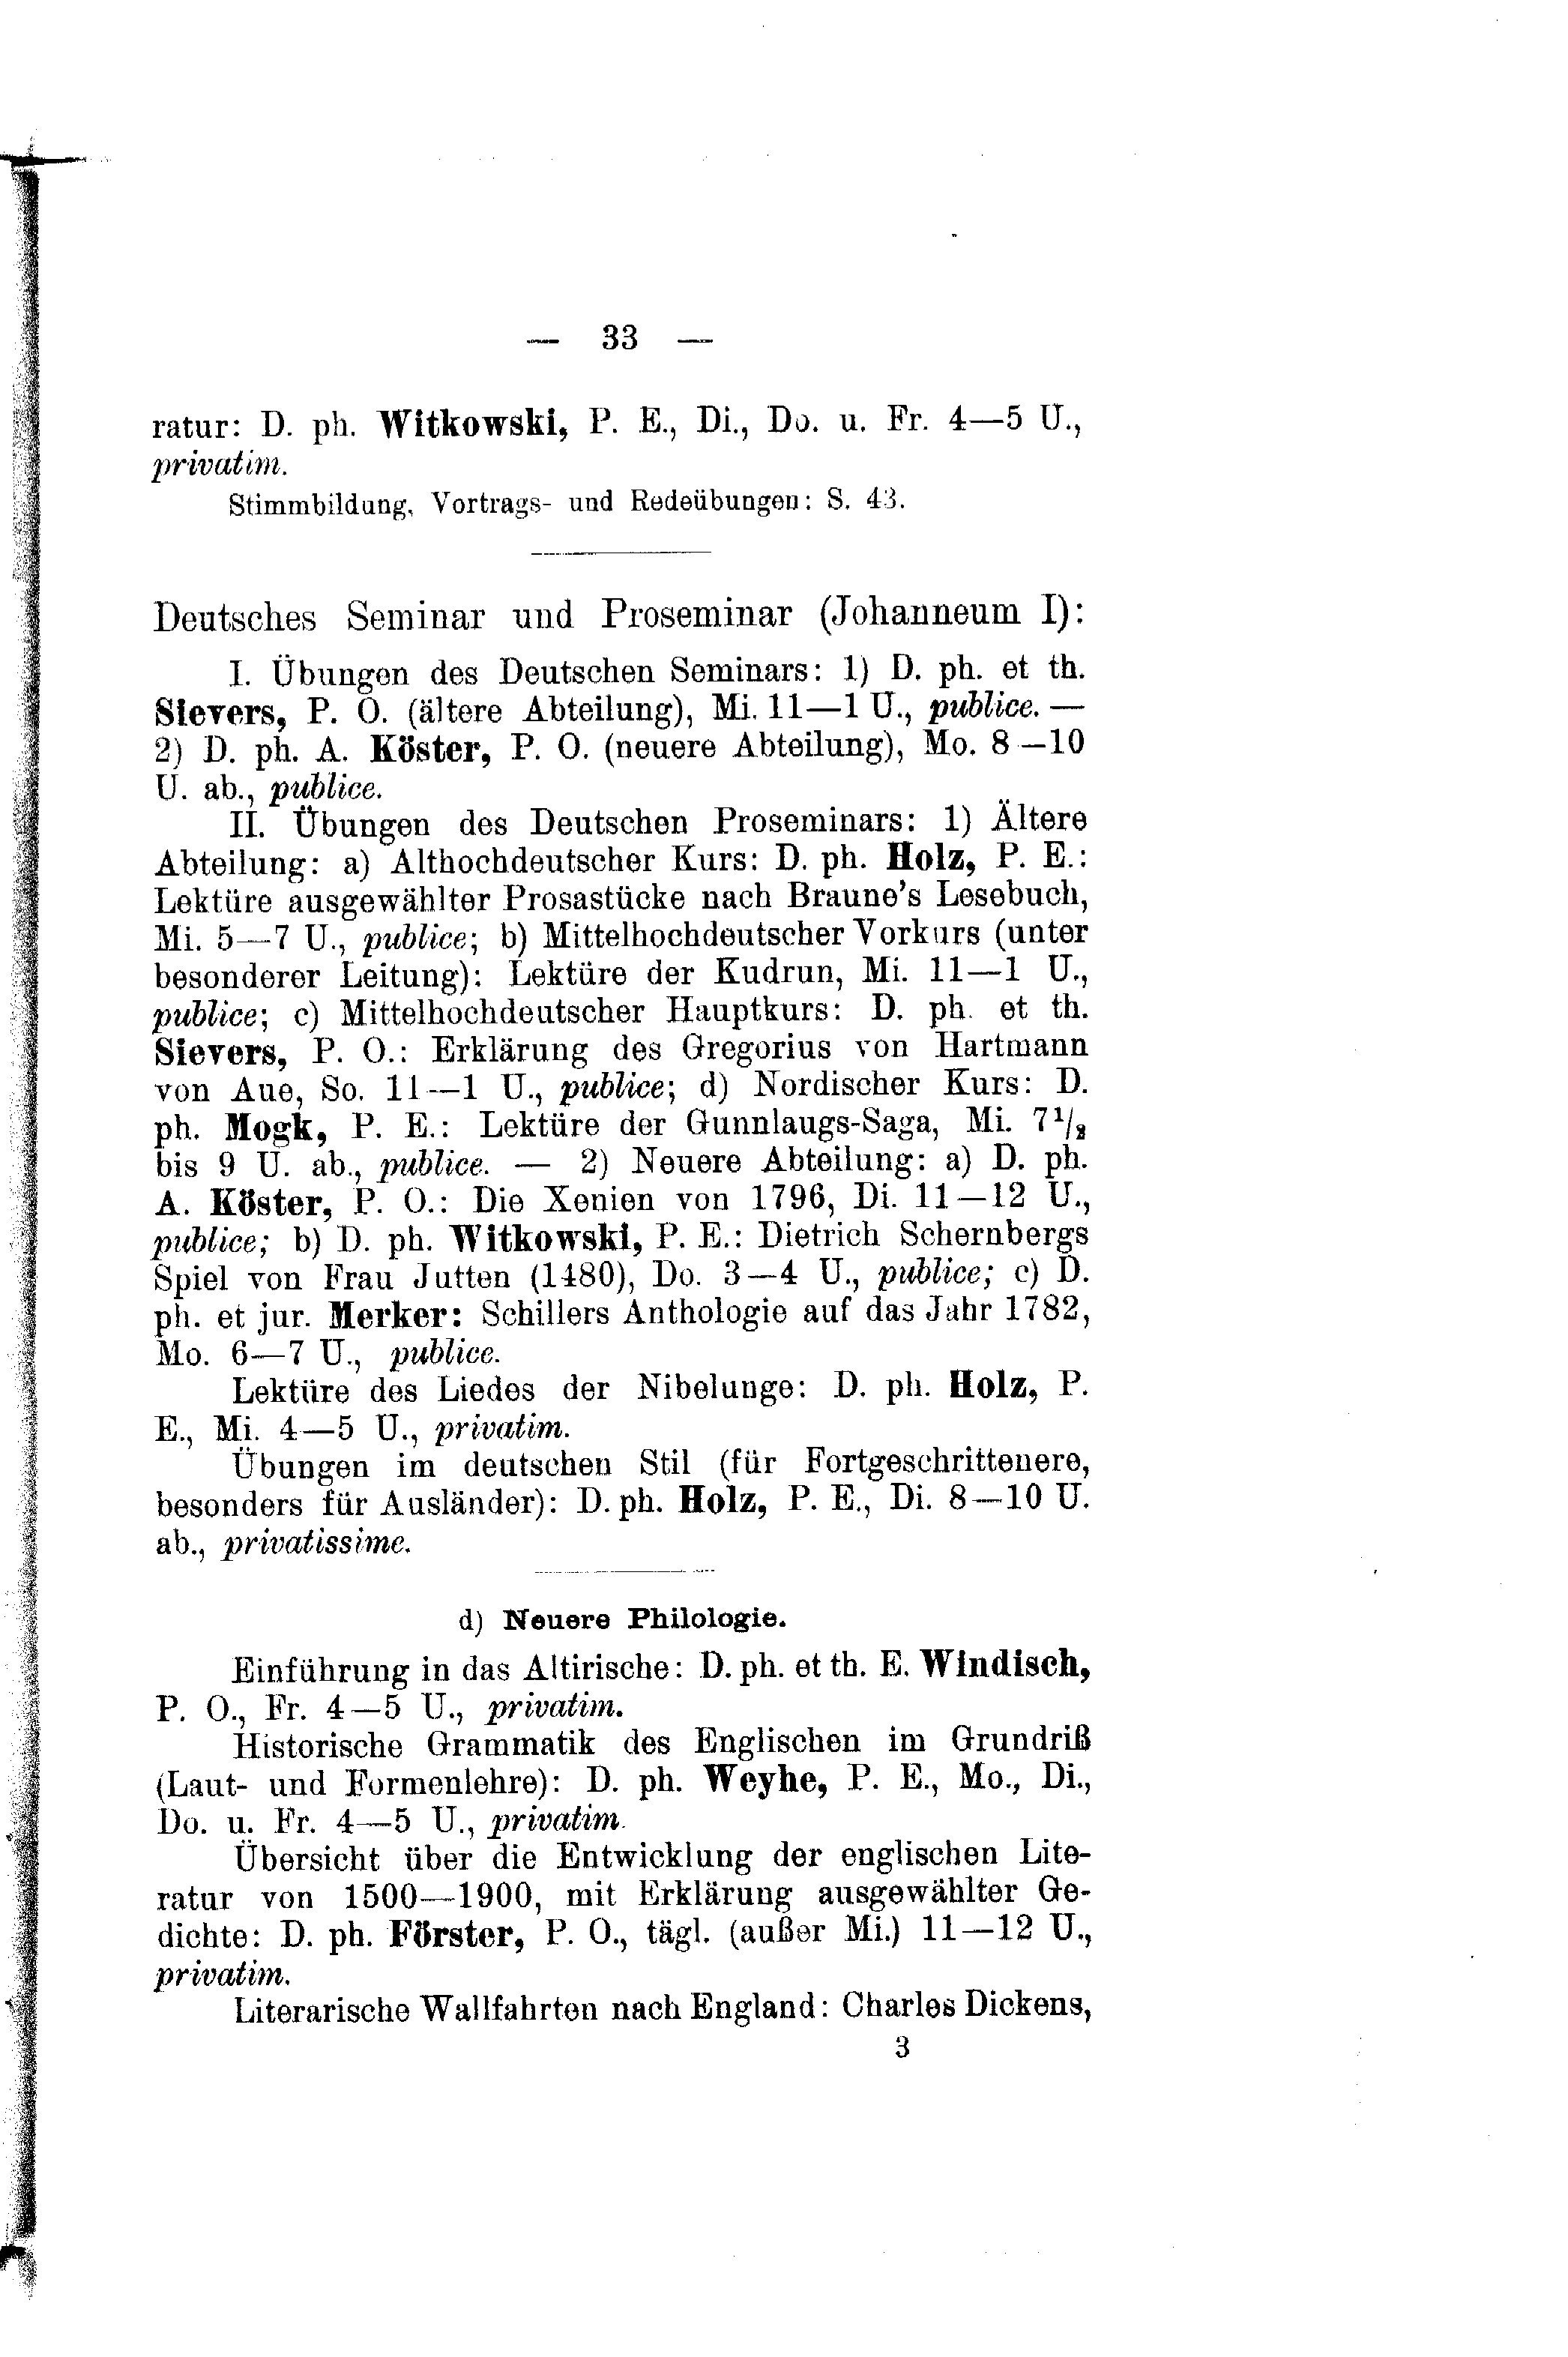 — 33 —
ratur: D. ph. Witkowski, P. E., Di., Do. u. Fr. 4—5 U.,
privatim.
Stimmbildung, Vortrags- und Redeübungen: S. 43.
Deutsches Seminar und Proseminar (Johanneum I):
I. Übungen des Deutschen Seminars: 1) D. ph. et th.
Sievers, P. O. (ältere Abteilung), Mi. 11—1 U., publice. —
2) D. ph. A. Köster, P. O. (neuere Abteilung), Mo. 8—10
U. ab., publice.
II. Übungen des Deutschen Proseminars: 1) Ältere
Abteilung: a) Althochdeutscher Kurs: D. ph. Holz, P. E.:
Lektüre ausgewählter Prosastücke nach Braune's Lesebuch,
Mi. 5—7 U., publice; b) Mittelhochdeutscher Vorkurs (unter
besonderer Leitung): Lektüre der Kudrun, Mi. 11—1 U.,
publice; c) Mittelhochdeutscher Hauptkurs: D. ph. et th.
Sievers, P. O.: Erklärung des Gregorius von Hartmann
von Aue, So. 11—1 U., publice; d) Nordischer Kurs: D.
ph. Mogk, P. E.: Lektüre der Gunnlaugs-Saga, Mi. 7 1/2
bis 9 U. ab., publice. — 2) Neuere Abteilung: a) D. ph.
A. Köster, P. O.: Die Xenien von 1796, Di. 11—12 U.,
publice; b) D. ph. Witkowski, P. E.: Dietrich Schernbergs
Spiel von Frau Jutten (1480), Do. 3—4 U., publice; c) D.
ph. et jur. Merker: Schillers Anthologie auf das Jahr 1782,
Mo. 6—7 U., publice.
Lektüre des Liedes der Nibelunge: D. ph. Holz, P.
E., Mi. 4—5 U., privatim.
Übungen im deutschen Stil (für Fortgeschrittenere,
besonders für Ausländer): D. ph. Holz, P. E., Di. 8—10 U.
ab., privatissime.
d) Neuere Philologie.
Einführung in das Altirische: D. ph. et th. E. Windisch,
P. O., Fr. 4—5 U., privatim.
Historische Grammatik des Englischen im Grundriß
(Laut- und Formenlehre): D. ph. Weyhe, P. E., Mo., Di.,
Do. u. Fr. 4—5 U., privatim.
Übersicht über die Entwicklung der englischen Lite-
ratur von 1500—1900, mit Erklärung ausgewählter Ge-
dichte: D. ph. Förster, P. O., tägl. (außer Mi.) 11—12 U.,
privatim.
Literarische Wallfahrten nach England: Charles Dickens,
3